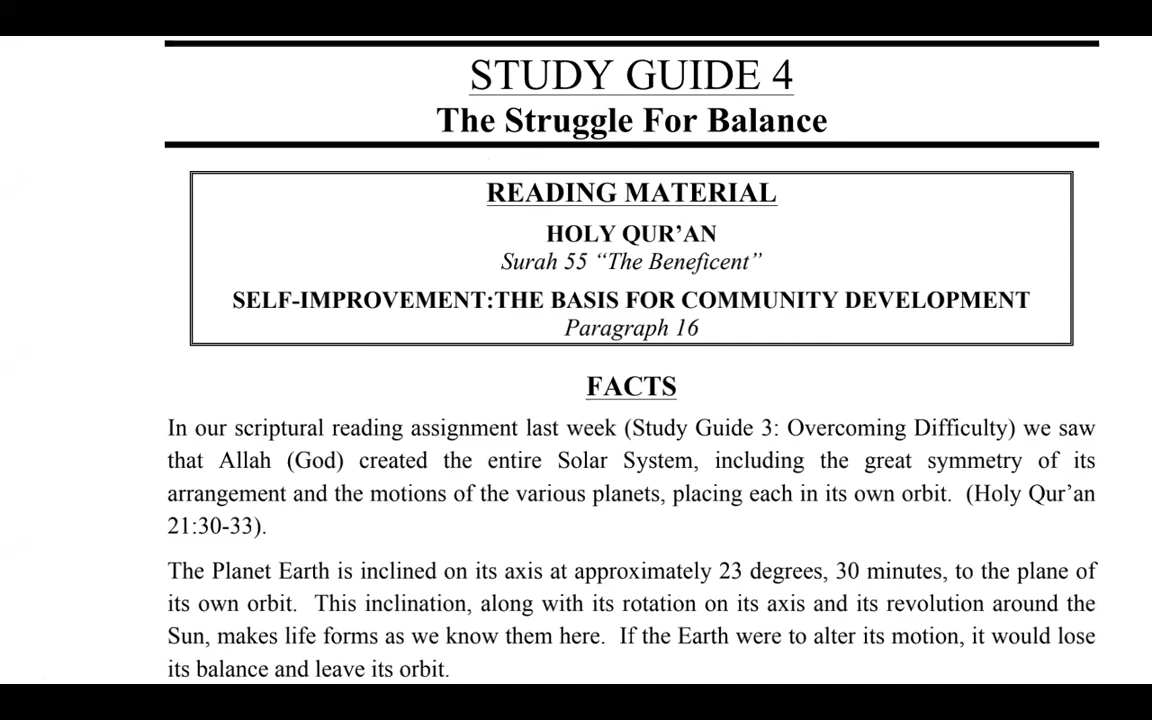 STUDY GUIDE 4
The Struggle For Balance
READING MATERIAL
HOLY QUR’AN
Surah 55 “The Beneficent”
SELF-IMPROVEMENT:THE BASIS FOR COMMUNITY DEVELOPMENT
Paragraph 16
FACTS
In our scriptural reading assignment last week (Study Guide 3: Overcoming Difficulty) we saw
that Allah (God) created the entire Solar System, including the great symmetry of its
arrangement and the motions of the various planets, placing each in its own orbit. (Holy Qur’an
21:30-33).
The Planet Earth is inclined on its axis at approximately 23 degrees, 30 minutes, to the plane of
its own orbit. This inclination, along with its rotation on its axis and its revolution around the
Sun, makes life forms as we know them here. If the Earth were to alter its motion, it would lose
its balance and leave its orbit.